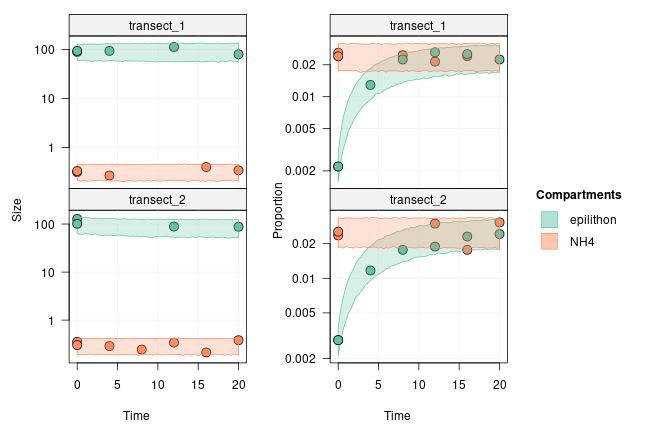 transect_1
transect_1
100
10
1
0.02
0.01
0.005
0.002
transect_2
transect_2
100
10
1
0.02
0.01
0.005
0.002
Size
Proportion
0 5 10 15 20
0 5 10 15 20
Time
Time
Compartments
epilithon
NH4